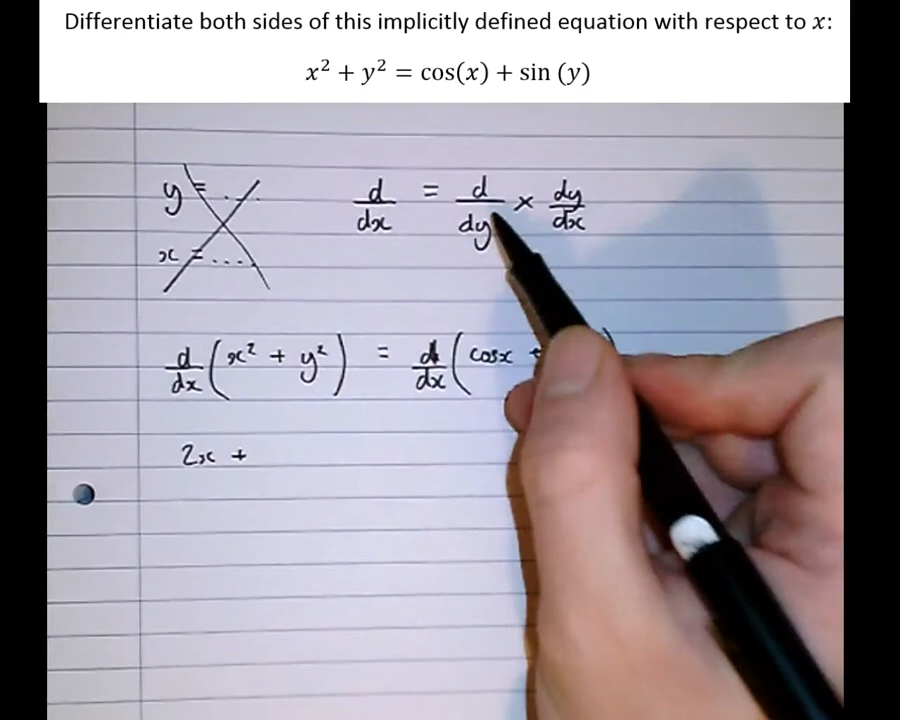 Differentiate both sides of this implicitly defined equation with respect to x:
x² + y² = cos(x) + sin (y)
y = ...
x = ....
d/dx = d/dy × dy/dx
d/dx (x² + y²) = d/dx (cosx + )
2x +